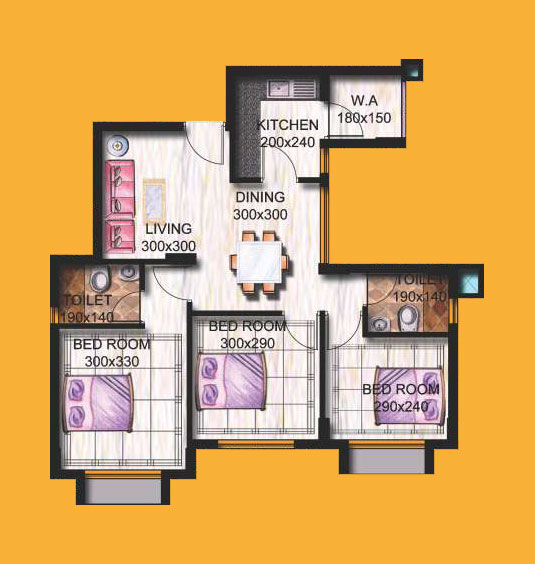 W.A
180x150
KITCHEN
200x240
DINING
300x300
LIVING
300x300
TOILET
190x140
TOILET
190x140
BED ROOM
300x330
BED ROOM
300x290
BED ROOM
290x240